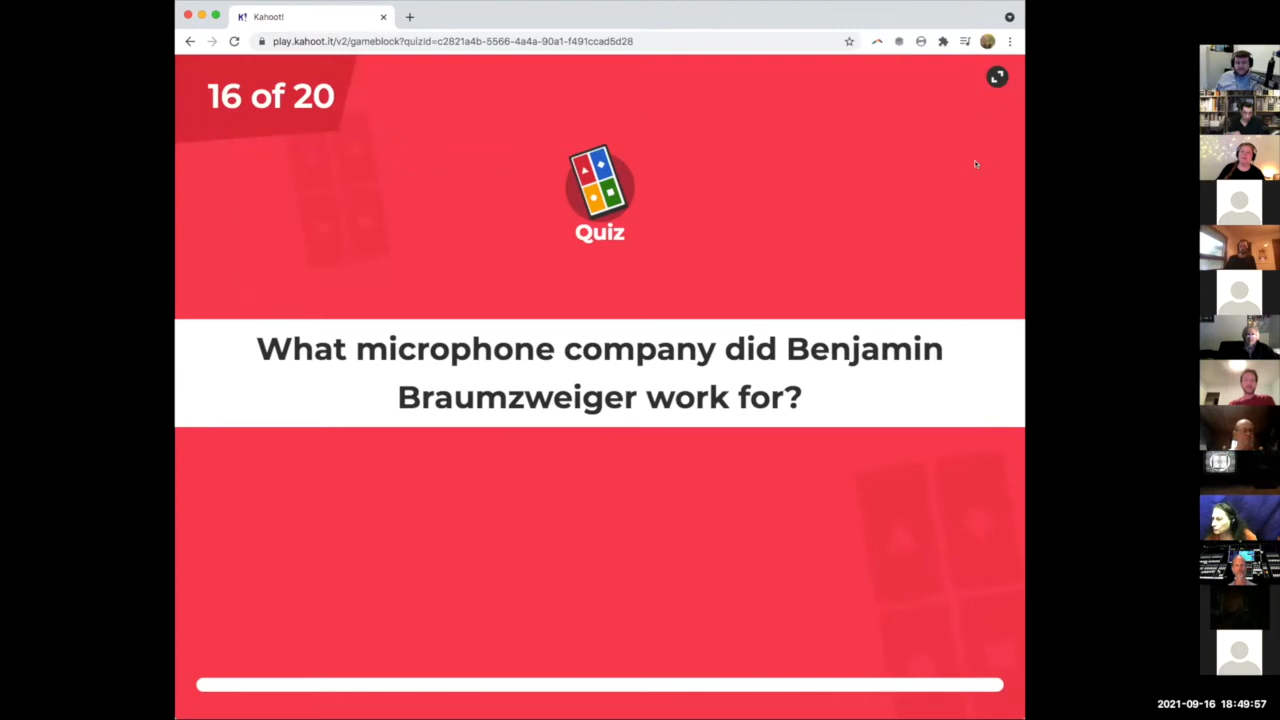 Kahoot!
play.kahoot.it/v2/gameblock?quizId=c2821a4b-5566-4a4a-90a1-f491ccad5d28
16 of 20
Quiz
What microphone company did Benjamin
Braumzweiger work for?
2021-09-16 18:49:57